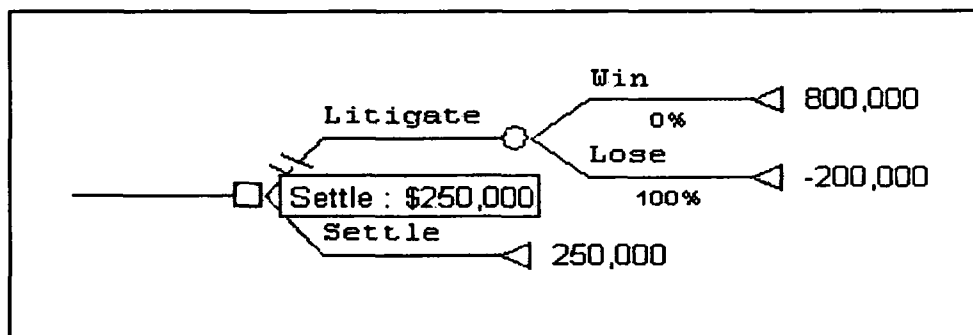 Win
800,000
Litigate
0%
Lose
-200,000
100%
Settle : $250,000
Settle
250,000